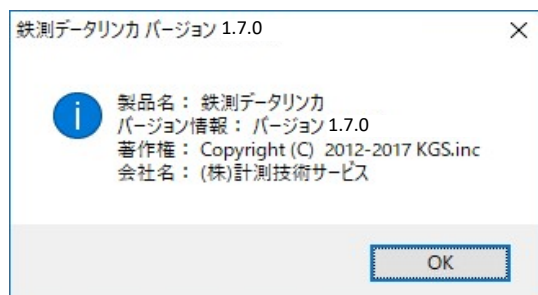 鉄測データリンカ バージョン 1.7.0
製品名： 鉄測データリンカ
バージョン情報： バージョン 1.7.0
著作権： Copyright (C) 2012-2017 KGS.inc
会社名： (株)計測技術サービス
OK